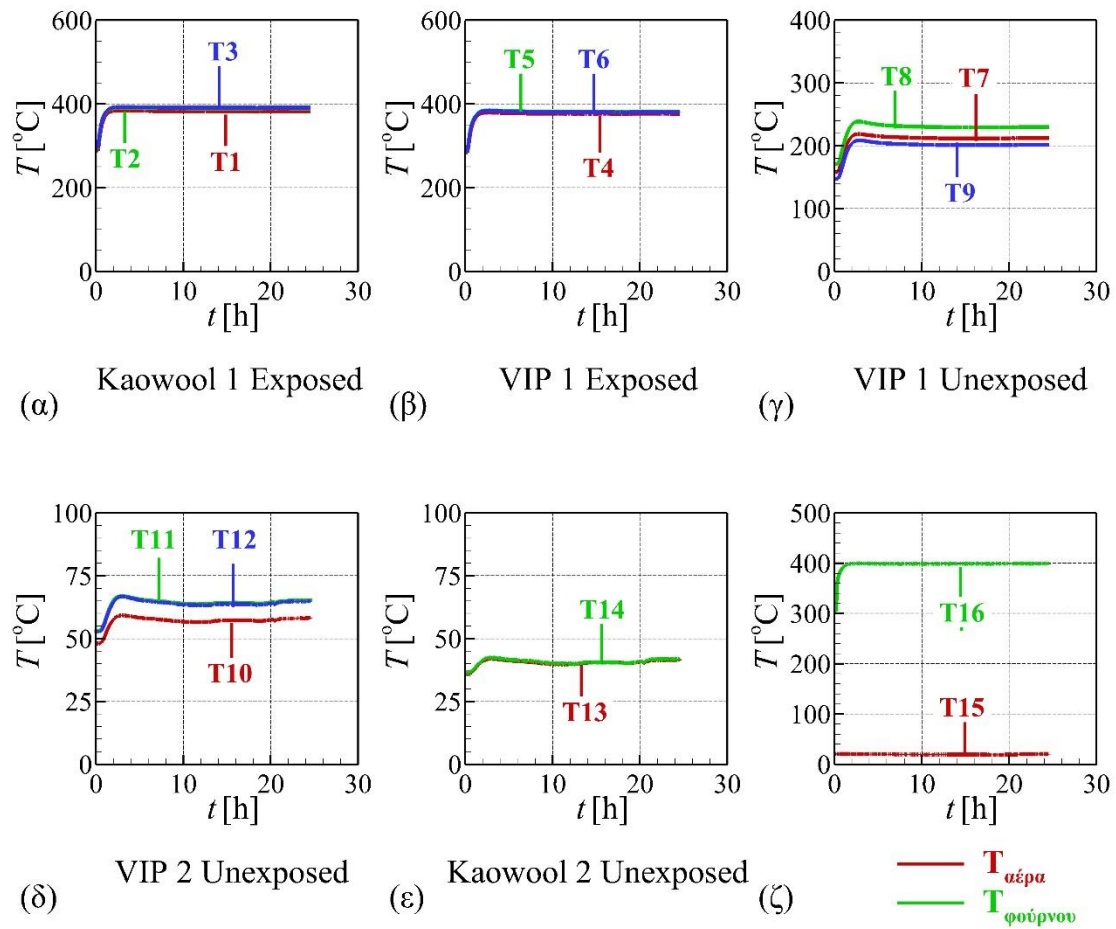 600
400
200
0
T [°C]
T3
T2
T1
0 10 20 30
t [h]
Kaowool 1 Exposed
(α)
600
400
200
0
T [°C]
T5
T6
T4
0 10 20 30
t [h]
VIP 1 Exposed
(β)
400
300
200
100
0
T [°C]
T8
T7
T9
0 10 20 30
t [h]
VIP 1 Unexposed
(γ)
100
75
50
25
0
T [°C]
T11
T12
T10
0 10 20 30
t [h]
VIP 2 Unexposed
(δ)
100
75
50
25
0
T [°C]
T14
T13
0 10 20 30
t [h]
Kaowool 2 Unexposed
(ε)
500
400
300
200
100
0
T [°C]
T16
T15
0 10 20 30
t [h]
(ζ)
Tαέρα
Tφούρνου